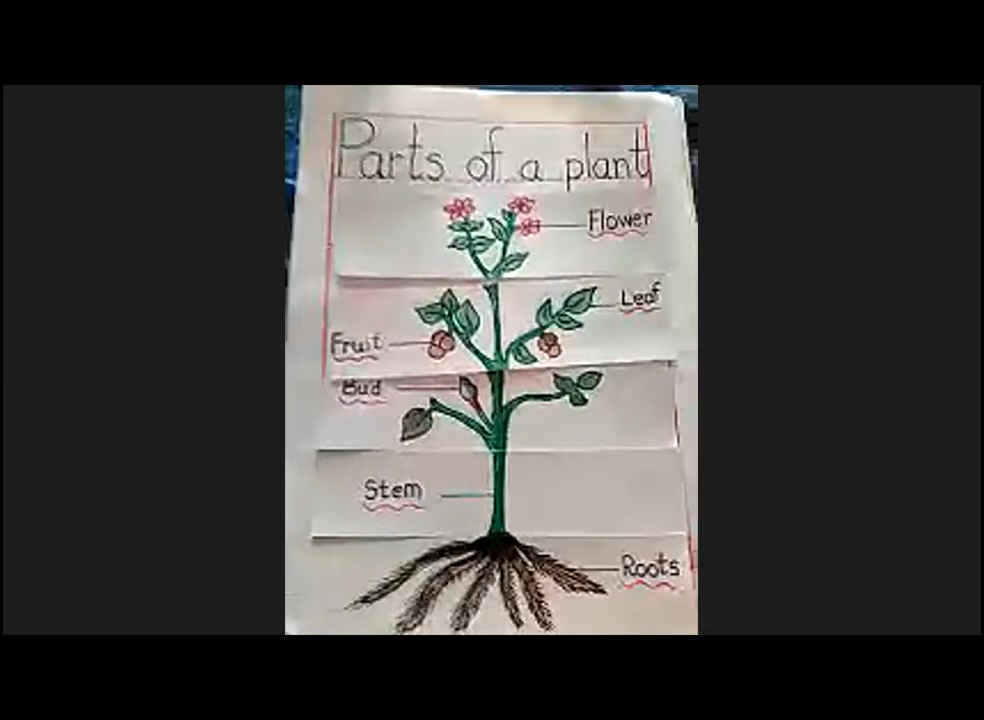 Parts of a plant
Flower
Leaf
Fruit
Bud
Stem
Roots